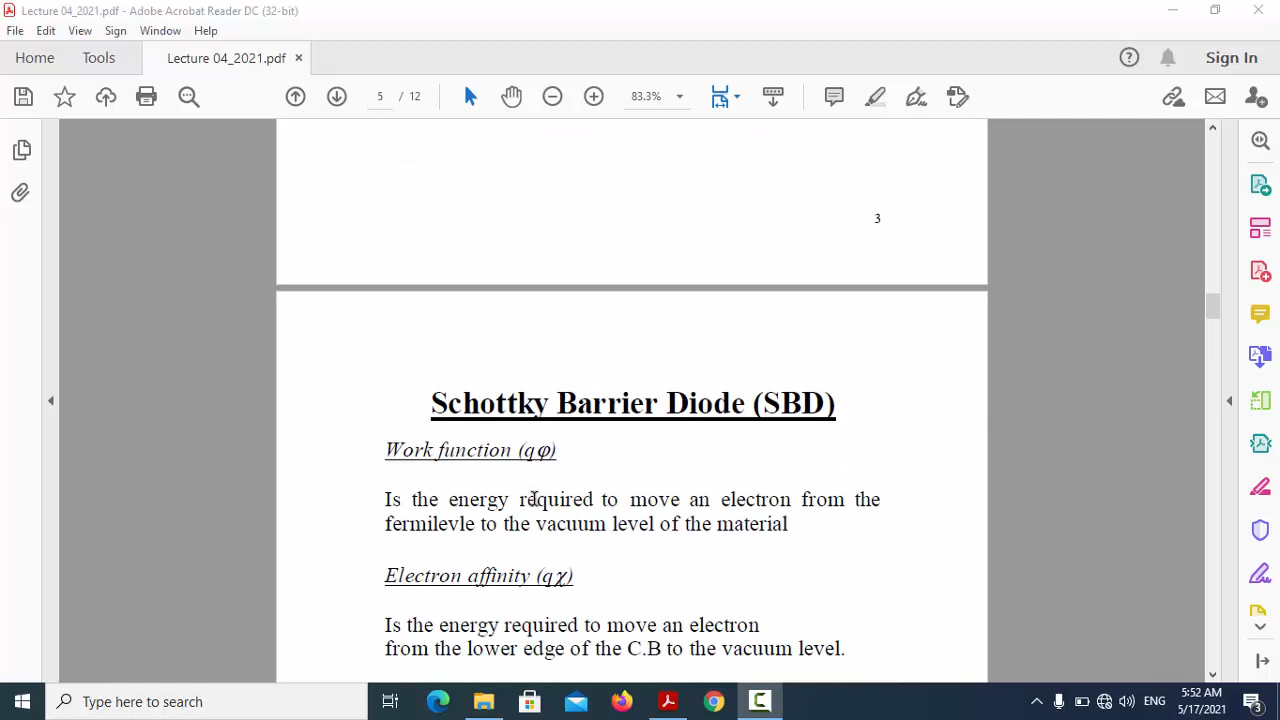 Lecture 04_2021.pdf - Adobe Acrobat Reader DC (32-bit)
File Edit View Sign Window Help
Home Tools Lecture 04_2021.pdf × Sign In
5 / 12 83.3%
3
Schottky Barrier Diode (SBD)
Work function (qφ)
Is the energy required to move an electron from the
fermilevle to the vacuum level of the material
Electron affinity (qχ)
Is the energy required to move an electron
from the lower edge of the C.B to the vacuum level.
Type here to search
ENG
5:52 AM
5/17/2021
3